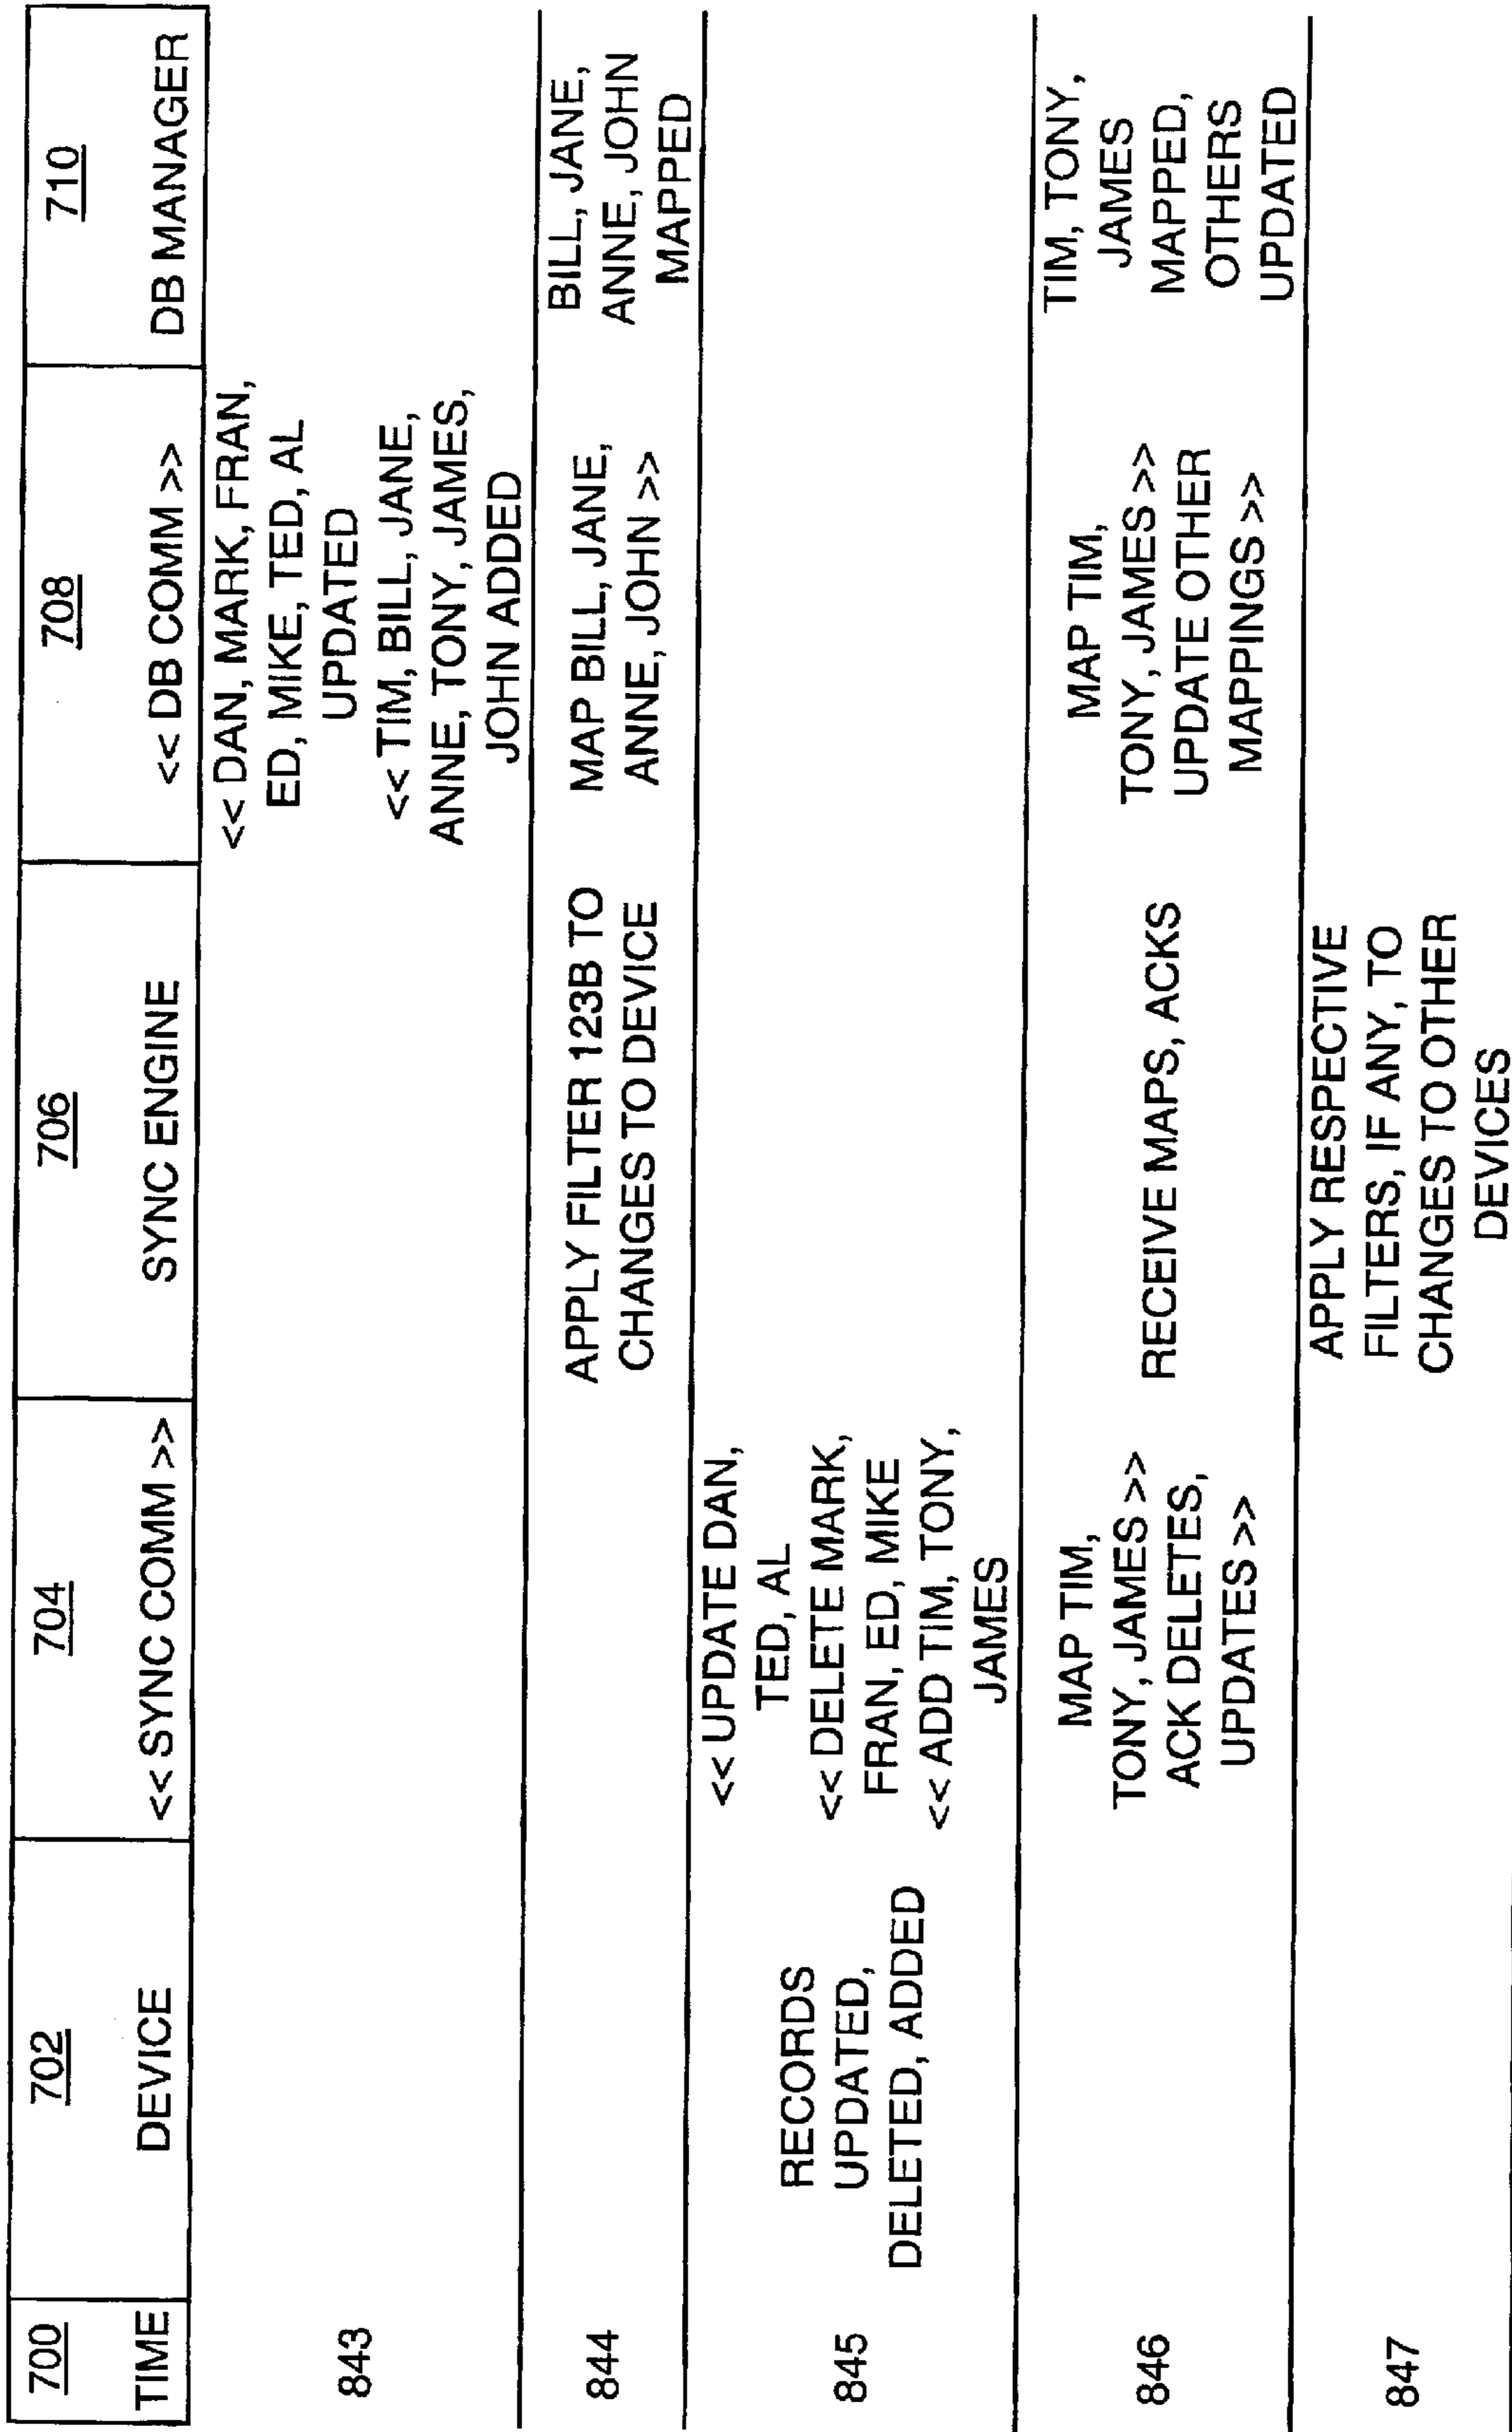 700
TIME
702
DEVICE
704
<< SYNC COMM >>
706
SYNC ENGINE
708
<< DB COMM >>
710
DB MANAGER
843
<< DAN, MARK, FRAN,
ED, MIKE, TED, AL
UPDATED
<< TIM, BILL, JANE,
ANNE, TONY, JAMES,
JOHN ADDED
844
APPLY FILTER 123B TO
CHANGES TO DEVICE
MAP BILL, JANE,
ANNE, JOHN >>
BILL, JANE,
ANNE, JOHN
MAPPED
845
RECORDS
UPDATED,
DELETED, ADDED
<< UPDATE DAN,
TED, AL
<< DELETE MARK,
FRAN, ED, MIKE
<< ADD TIM, TONY,
JAMES
846
MAP TIM,
TONY, JAMES >>
ACK DELETES,
UPDATES >>
RECEIVE MAPS, ACKS
MAP TIM,
TONY, JAMES >>
UPDATE OTHER
MAPPINGS >>
TIM, TONY,
JAMES
MAPPED,
OTHERS
UPDATED
847
APPLY RESPECTIVE
FILTERS, IF ANY, TO
CHANGES TO OTHER
DEVICES